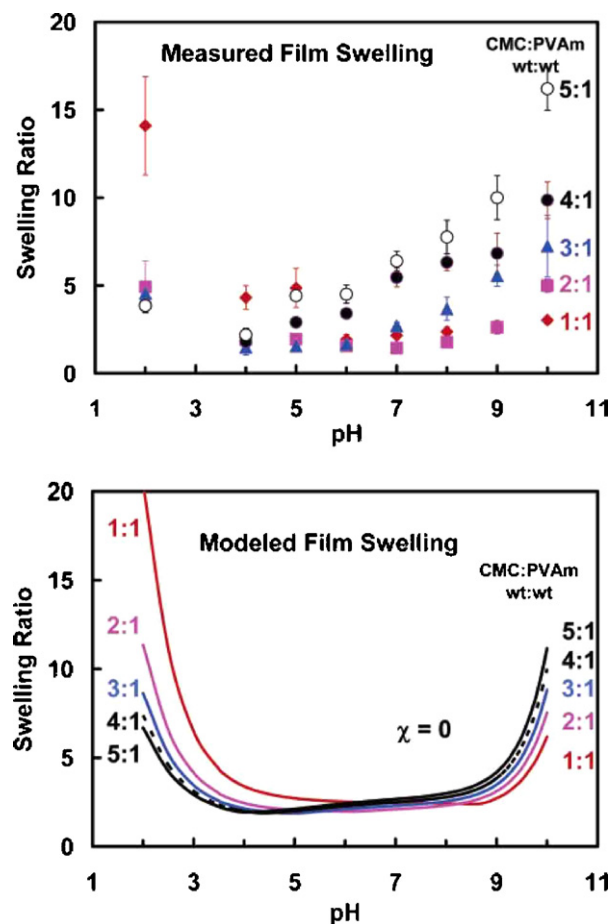 20
Measured Film Swelling
CMC:PVAm
wt:wt
5:1
15
Swelling Ratio
10
4:1
3:1
5
2:1
1:1
0
1 3 5 7 9 11
pH
20
1:1
Modeled Film Swelling
CMC:PVAm
wt:wt
15
Swelling Ratio
2:1
5:1
10
4:1
3:1
χ = 0
3:1
4:1
2:1
5:1
5
1:1
0
1 3 5 7 9 11
pH